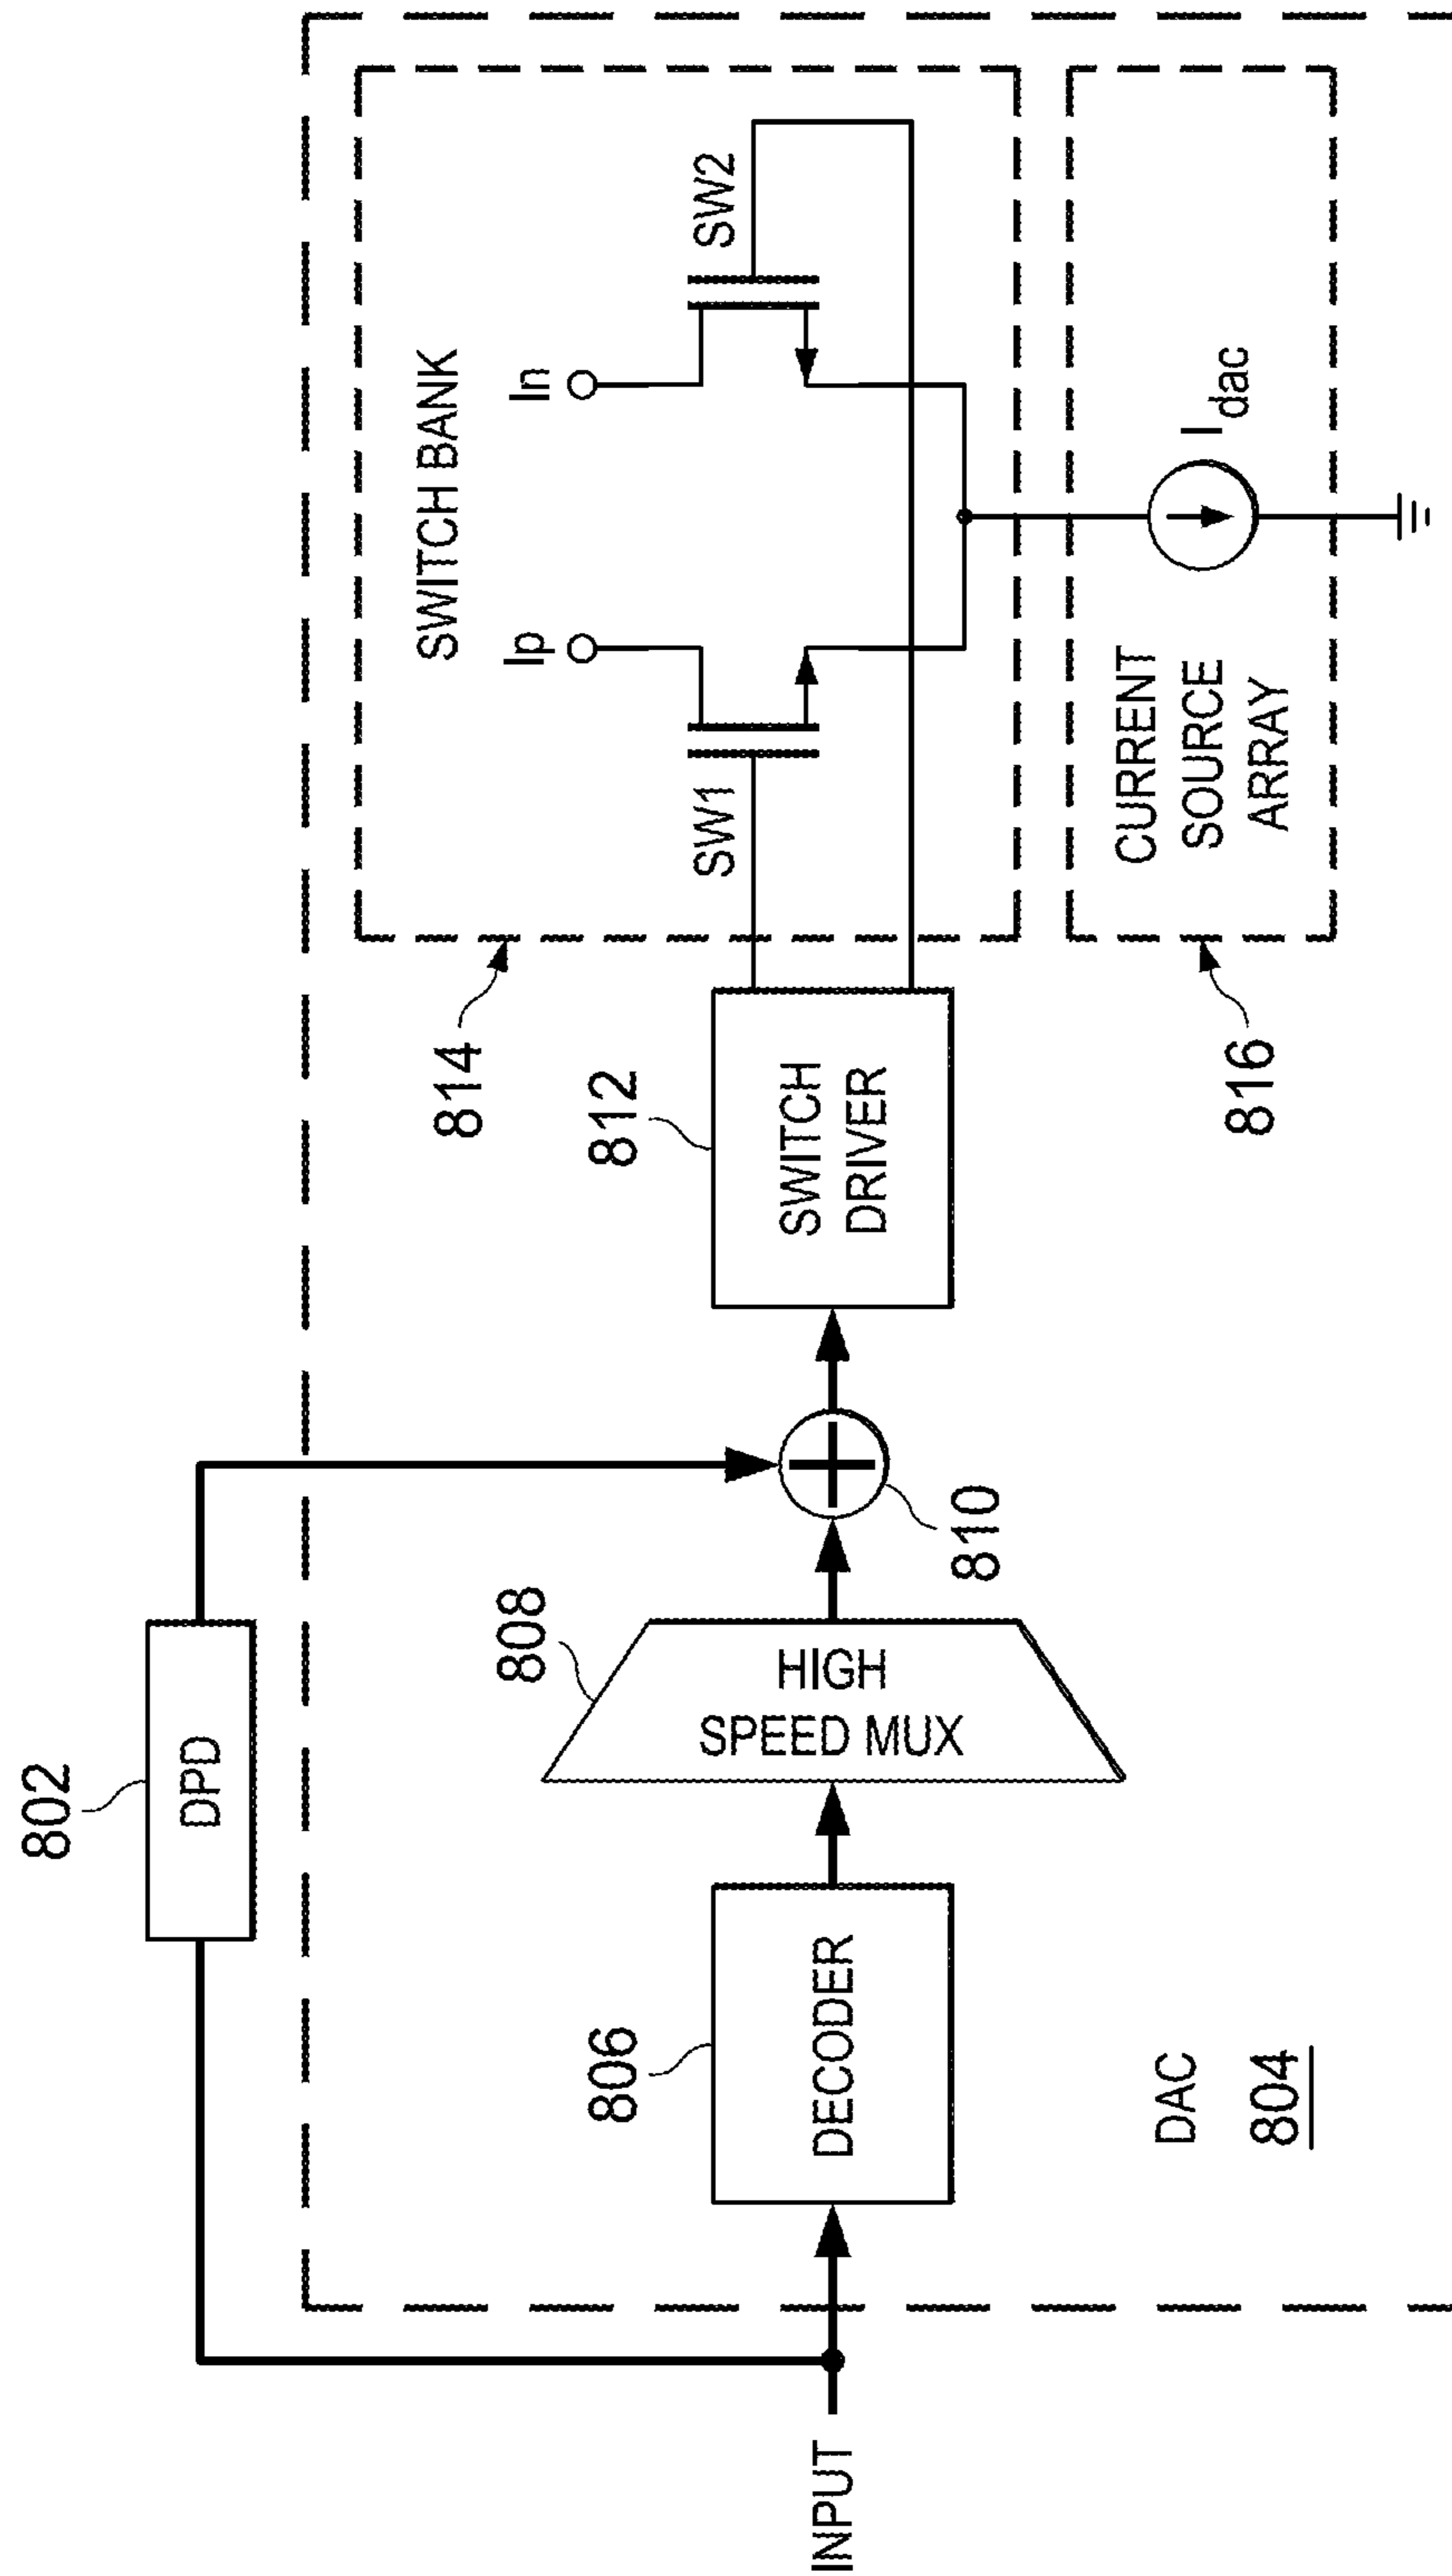 802
DPD
SWITCH BANK
Ip
In
SW1
SW2
814
812
SWITCH
DRIVER
808
HIGH
SPEED MUX
810
806
DECODER
INPUT
CURRENT
SOURCE
ARRAY
I dac
816
DAC
804